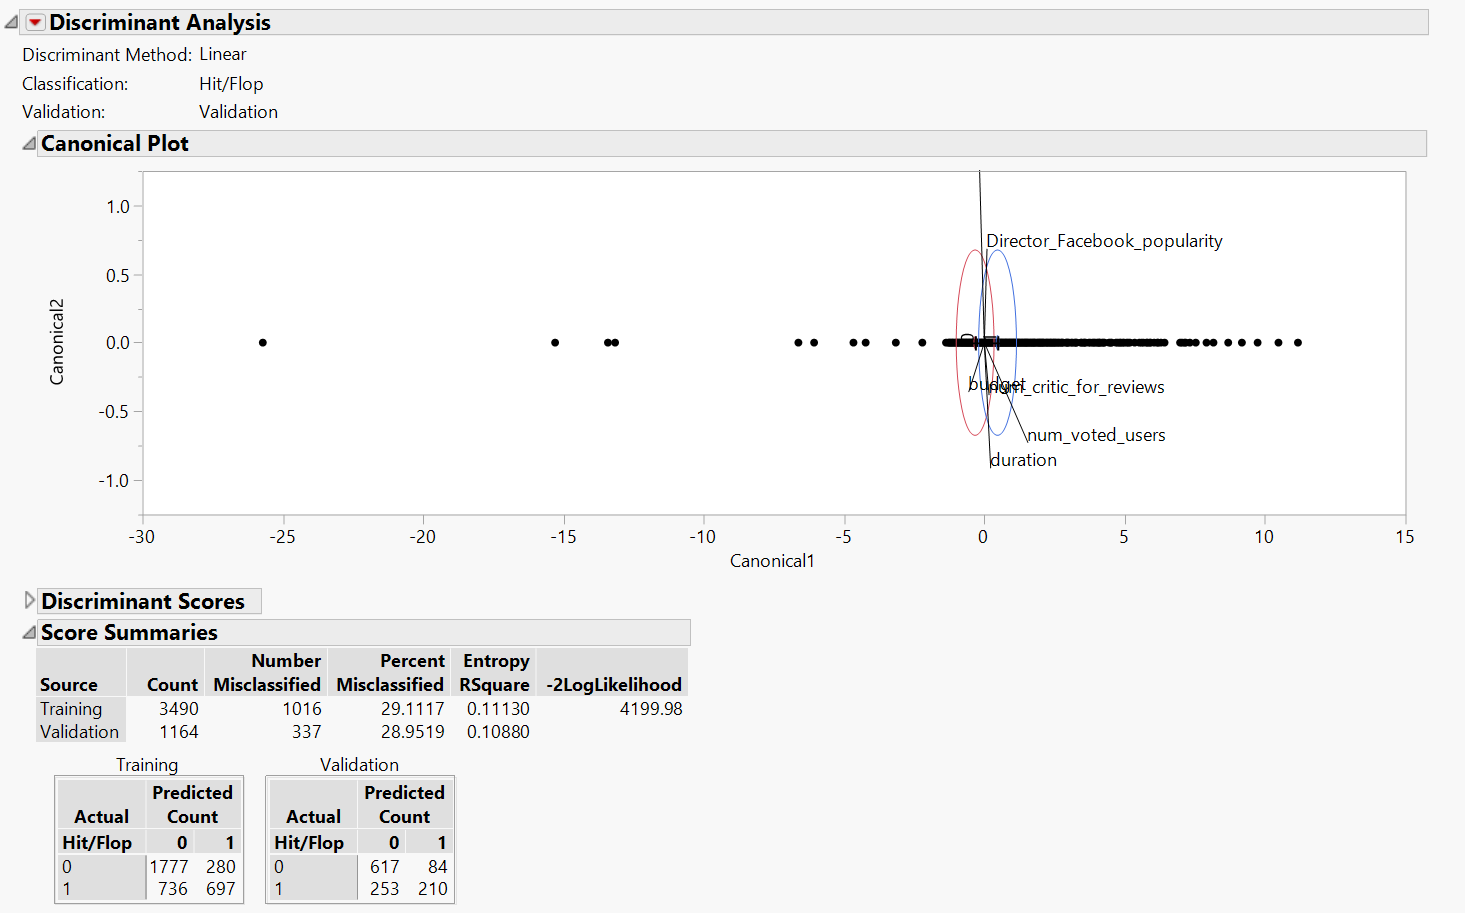 Discriminant Analysis
Discriminant Method: Linear
Classification: Hit/Flop
Validation: Validation
Canonical Plot
Canonical2
1.0
0.5
0.0
-0.5
-1.0
Director_Facebook_popularity
budget
num_critic_for_reviews
num_voted_users
duration
-30 -25 -20 -15 -10 -5 0 5 10 15
Canonical1
Discriminant Scores
Score Summaries
Number Percent Entropy
Source Count Misclassified Misclassified RSquare -2LogLikelihood
Training 3490 1016 29.1117 0.11130 4199.98
Validation 1164 337 28.9519 0.10880
Training Validation
Predicted Predicted
Actual Count Actual Count
Hit/Flop 0 1 Hit/Flop 0 1
0 1777 280 0 617 84
1 736 697 1 253 210